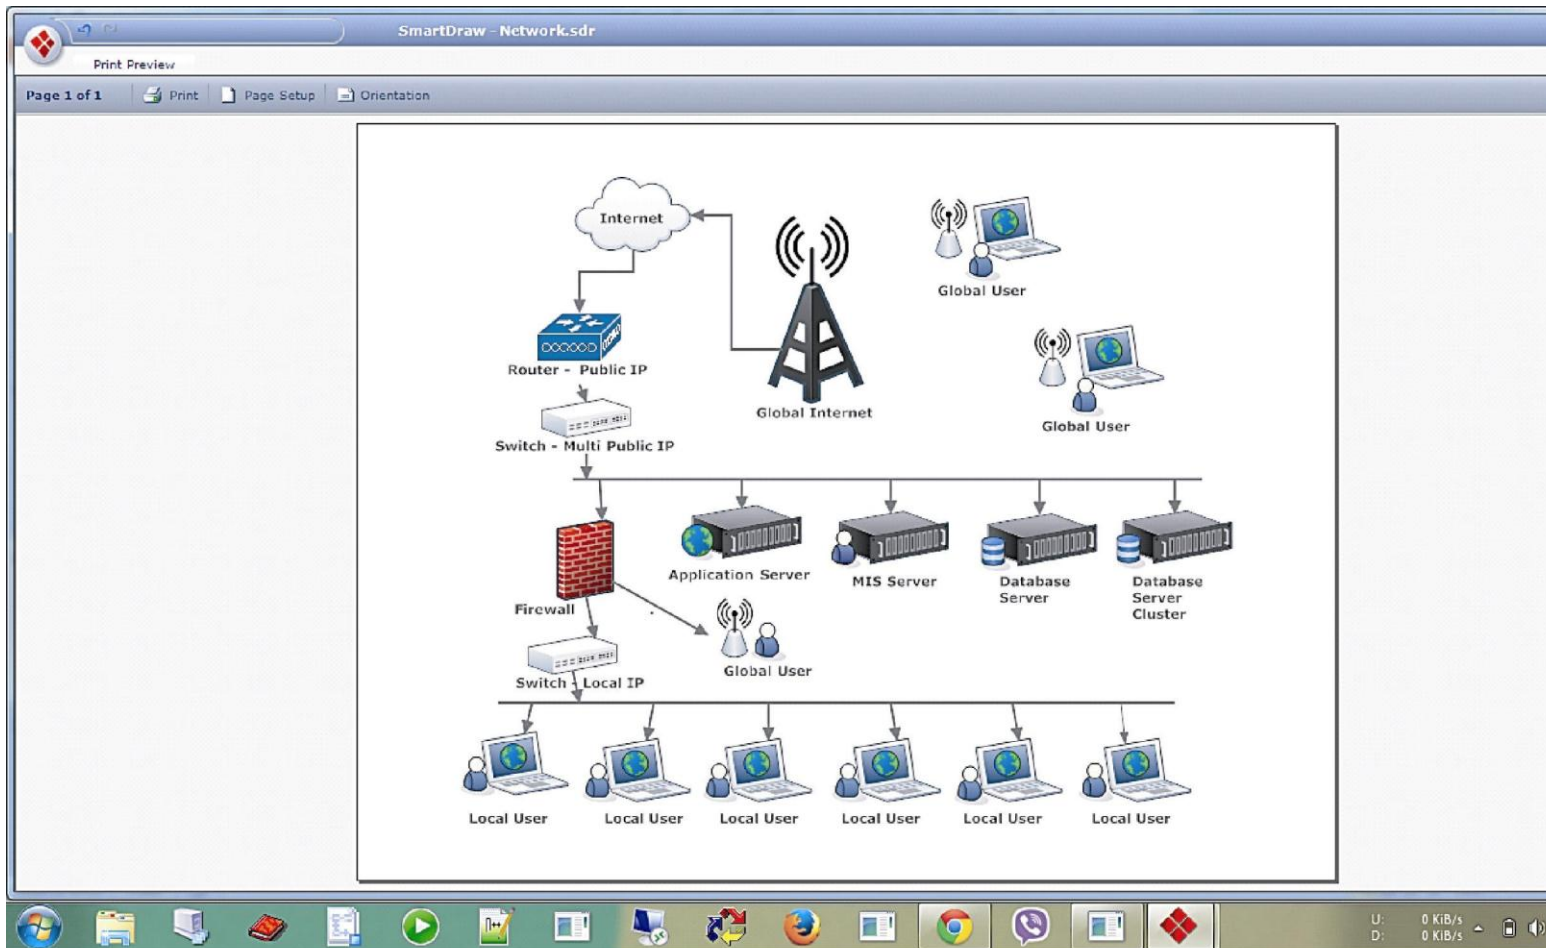 SmartDraw - Network.sdr
Print Preview
Page 1 of 1
Print
Page Setup
Orientation
Internet
Global User
Router - Public IP
Global Internet
Global User
Switch - Multi Public IP
Application Server
MIS Server
Database
Server
Database
Server
Cluster
Firewall
Global User
Switch - Local IP
Local User
Local User
Local User
Local User
Local User
Local User
U: 0 KiB/s
D: 0 KiB/s